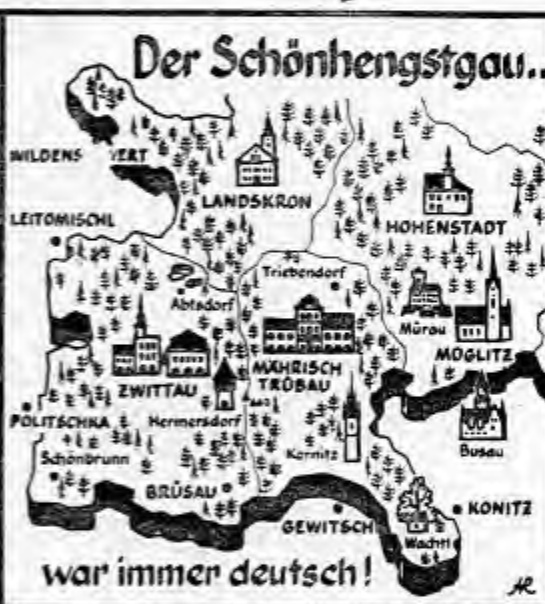 Der Schönhengstgau..
WILDENSCHWERT
LANDSKRON
HOHENSTADT
LEITOMISCHL
Triebendorf
Abtsdorf
Mürau
MÄHRISCH
TRÜBAU
MOGLITZ
ZWITTAU
POLITSCHKA
Hermersdorf
Kornitz
Busau
Schönbrunn
BRÜSAU
GEWITSCH
KONITZ
Wachtl
war immer deutsch!